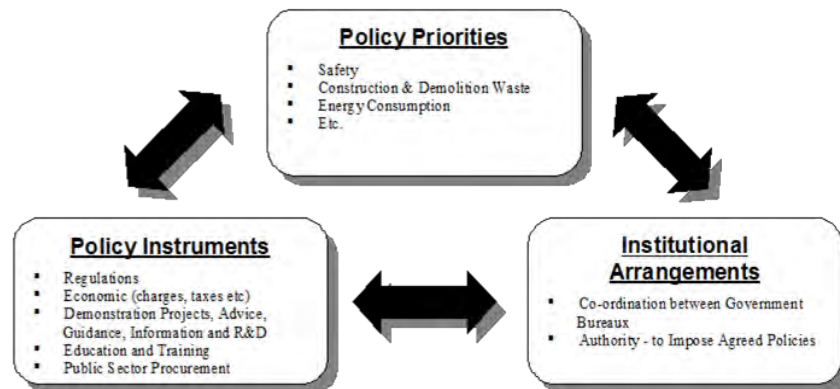 Policy Priorities
▪ Safety
▪ Construction & Demolition Waste
▪ Energy Consumption
▪ Etc.
Policy Instruments
▪ Regulations
▪ Economic (charges, taxes etc)
▪ Demonstration Projects, Advice,
Guidance, Information and R&D
▪ Education and Training
▪ Public Sector Procurement
Institutional
Arrangements
▪ Co-ordination between Government
Bureaux
▪ Authority - to Impose Agreed Policies